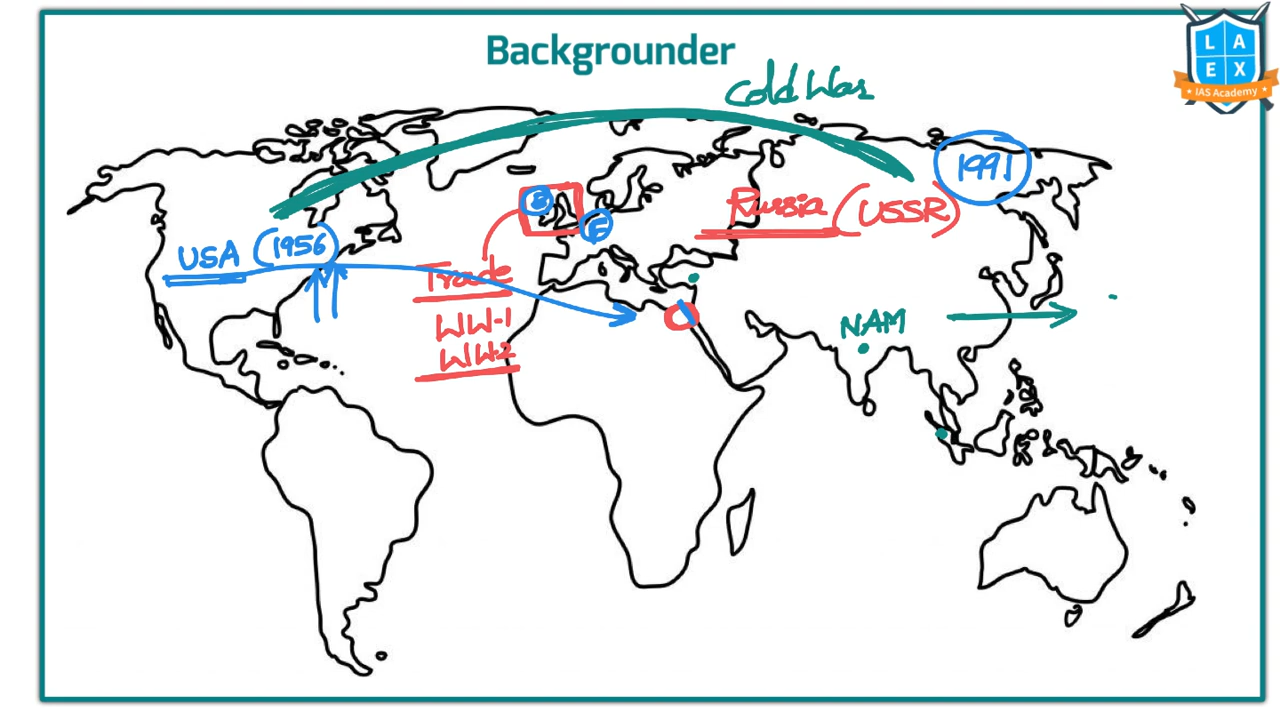 Backgrounder
L A
E X
IAS Academy
Cold War
1991
Russia (USSR)
USA (1956)
Trade
WW-1
WW-2
NAM